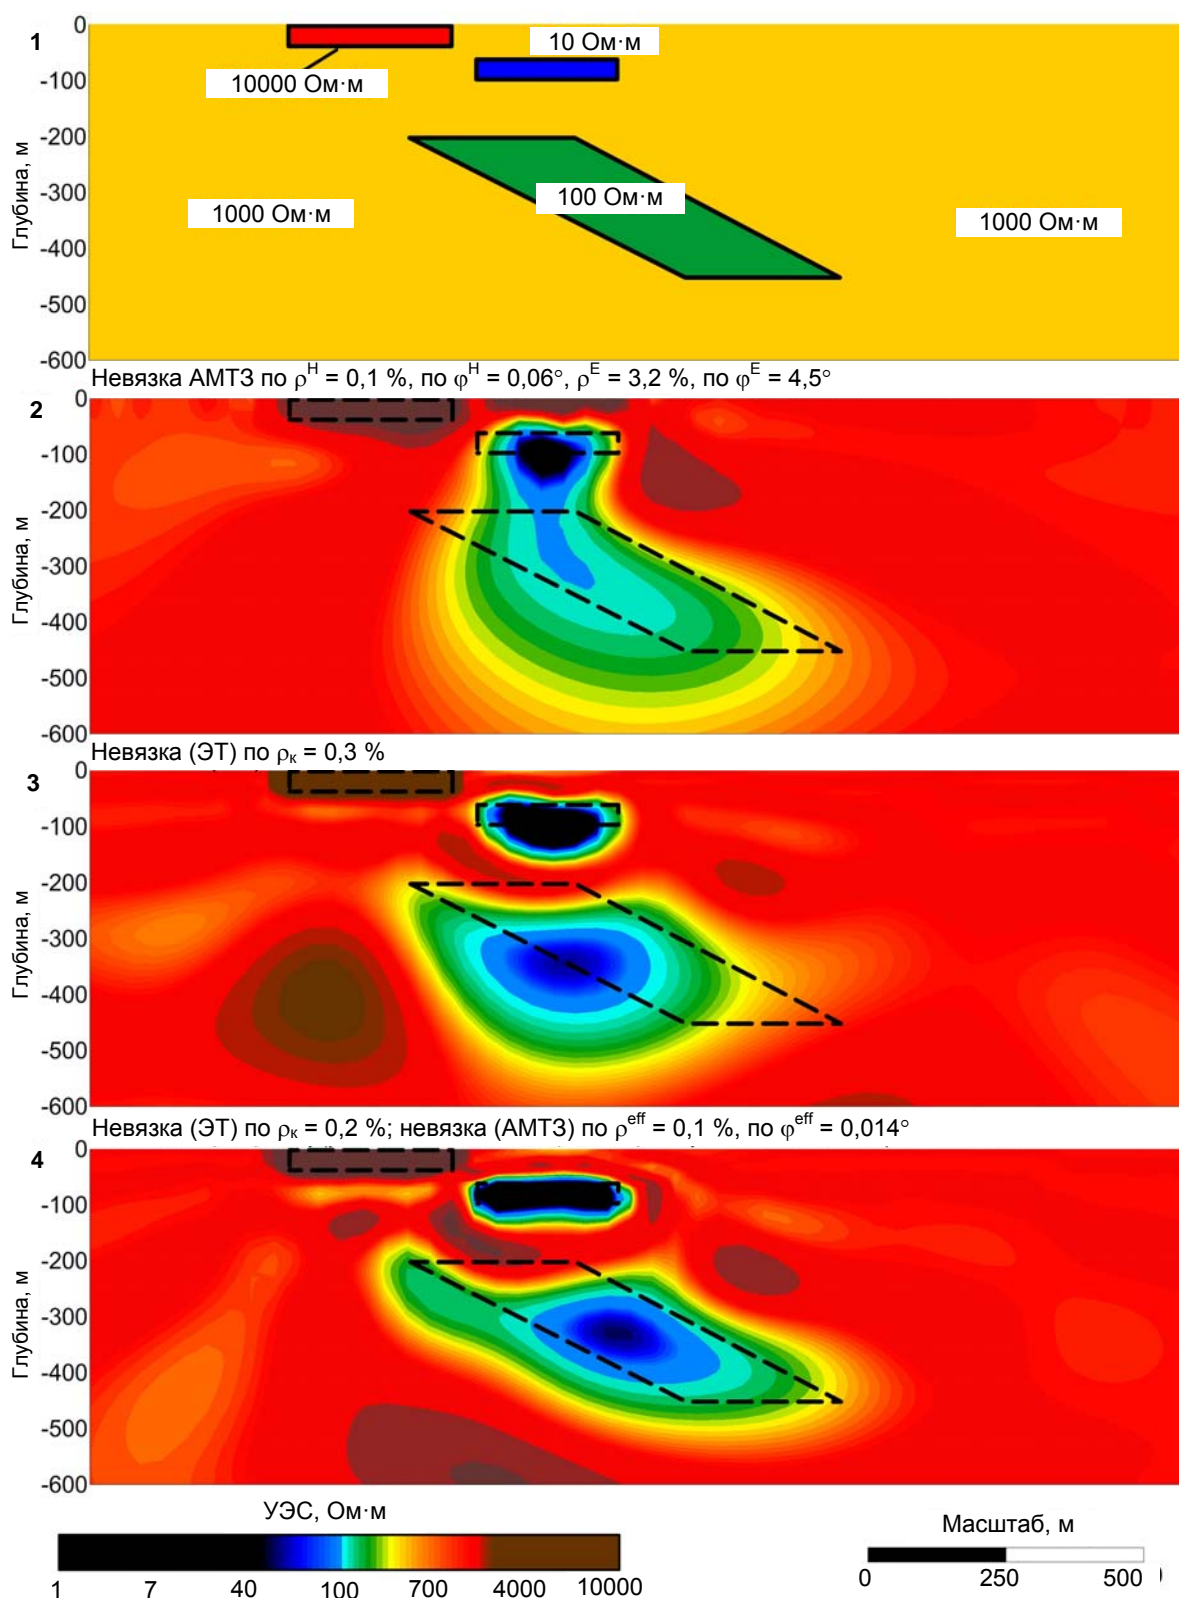 1
0
-100
-200
-300
-400
-500
-600
Глубина, м
10 Ом·м
10000 Ом·м
100 Ом·м
1000 Ом·м
1000 Ом·м
Невязка АМТЗ по ρᴴ = 0,1 %, по φᴴ = 0,06°, ρᴱ = 3,2 %, по φᴱ = 4,5°
2
0
-100
-200
-300
-400
-500
-600
Глубина, м
Невязка (ЭТ) по ρк = 0,3 %
3
0
-100
-200
-300
-400
-500
-600
Глубина, м
Невязка (ЭТ) по ρк = 0,2 %; невязка (АМТЗ) по ρeff = 0,1 %, по φeff = 0,014°
4
0
-100
-200
-300
-400
-500
-600
Глубина, м
УЭС, Ом·м
1 7 40 100 700 4000 10000
Масштаб, м
0 250 500